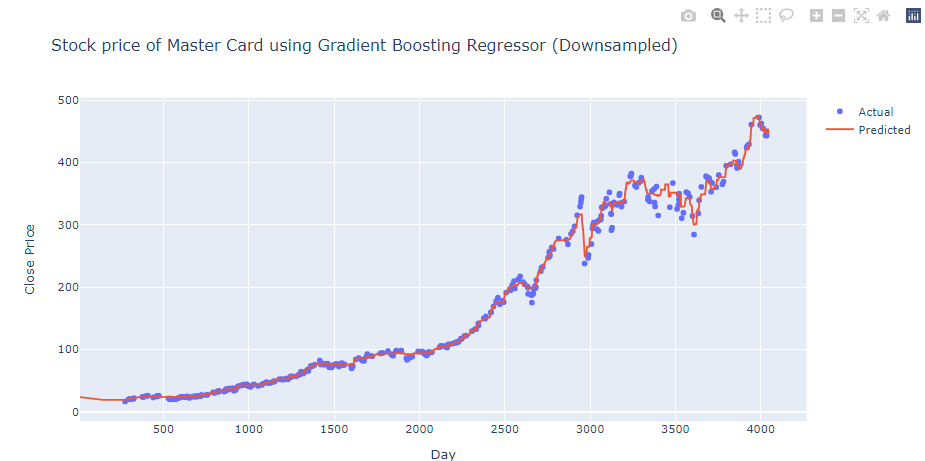 Stock price of Master Card using Gradient Boosting Regressor (Downsampled)
500
400
300
200
100
0
Close Price
500
1000
1500
2000
2500
3000
3500
4000
Day
Actual
Predicted